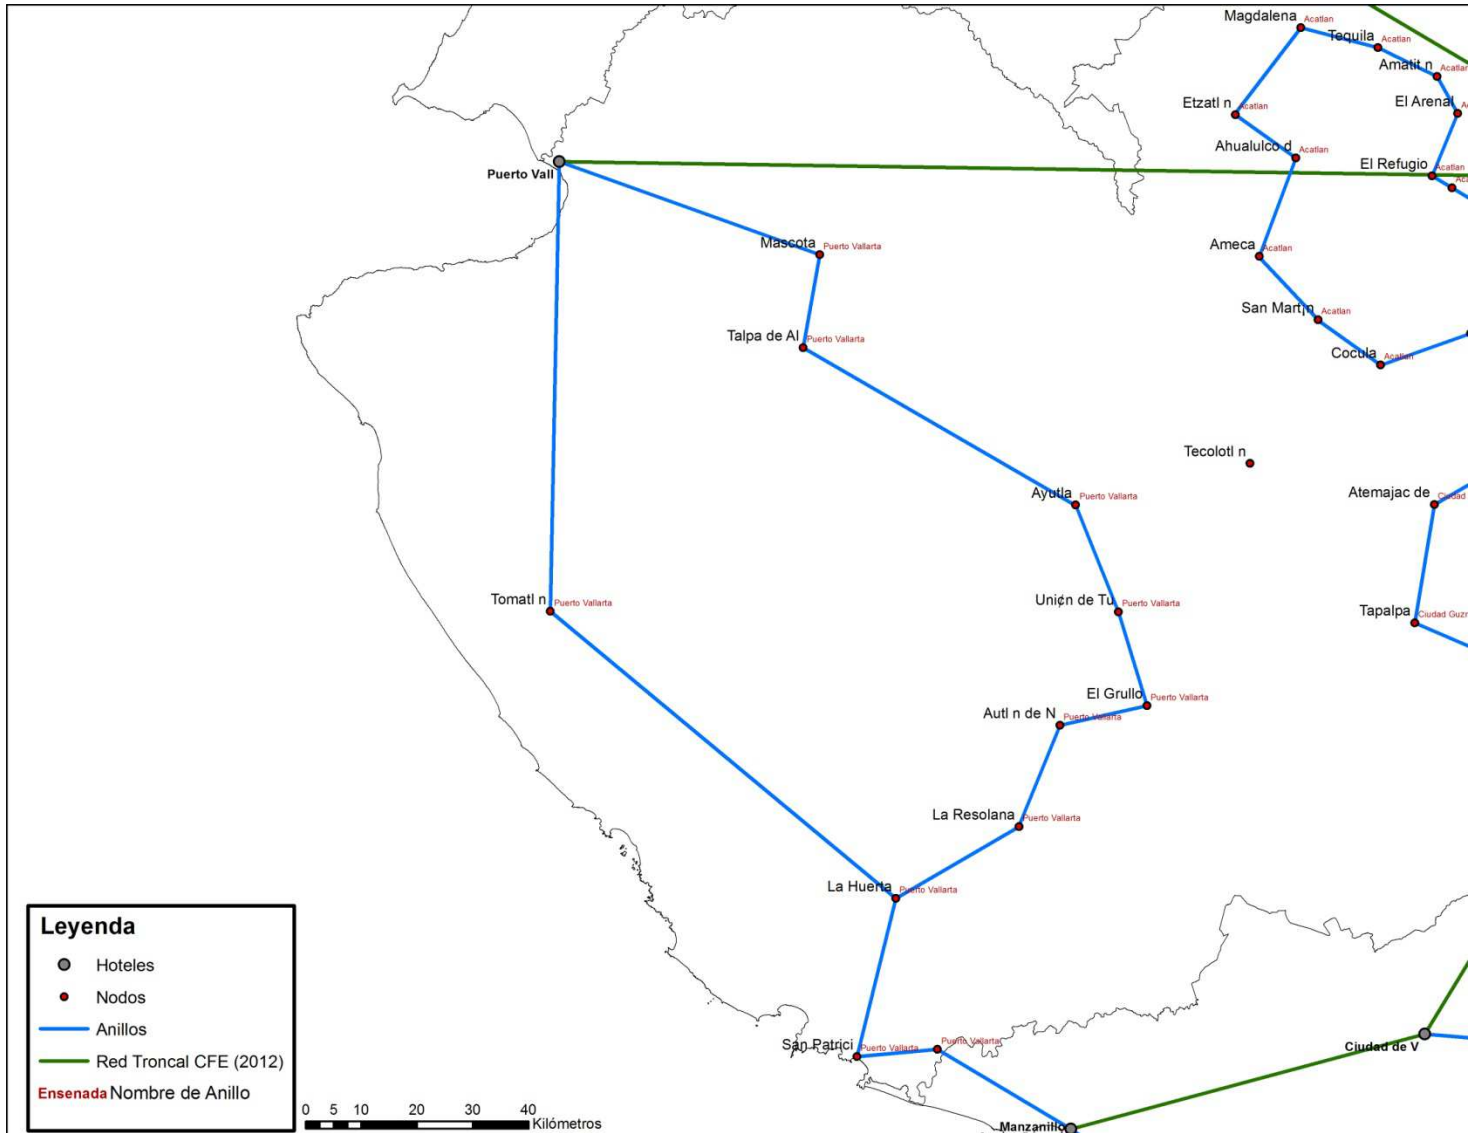 Magdalena Acatlan
Tequila Acatlan
Amatit n Acatlan
El Arenal
Etzatl n Acatlan
Ahualulco d Acatlan
El Refugio Acatlan
Puerto Vall
Mascota Puerto Vallarta
Ameca Acatlan
San Mart¡n Acatlan
Talpa de Al Puerto Vallarta
Cocula Acatlan
Tecolotl n
Ayutla Puerto Vallarta
Atemajac de Ciudad
Tomatl n Puerto Vallarta
Uni¢n de Tu Puerto Vallarta
Tapalpa Ciudad Guzm
El Grullo Puerto Vallarta
Autl n de N Puerto Vallarta
La Resolana Puerto Vallarta
La Huerta Puerto Vallarta
San Patrici Puerto Vallarta
Puerto Vallarta
Ciudad de V
Manzanillo
Leyenda
Hoteles
Nodos
Anillos
Red Troncal CFE (2012)
Ensenada Nombre de Anillo
0 5 10 20 30 40
Kilómetros